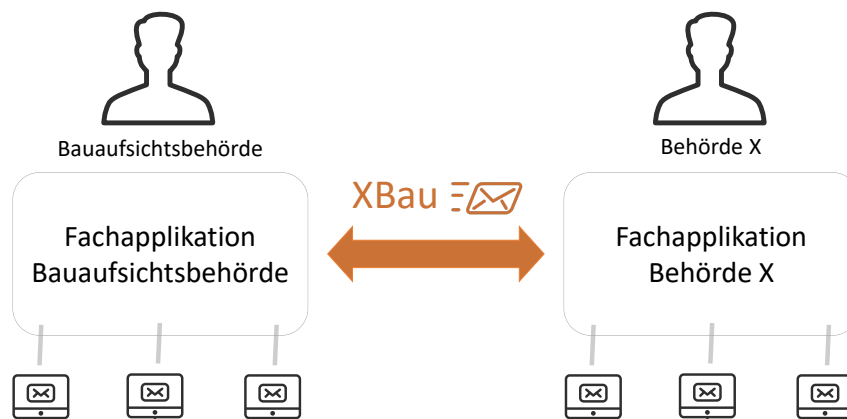 Bauaufsichtsbehörde
Behörde X
XBau
Fachapplikation
Bauaufsichtsbehörde
Fachapplikation
Behörde X